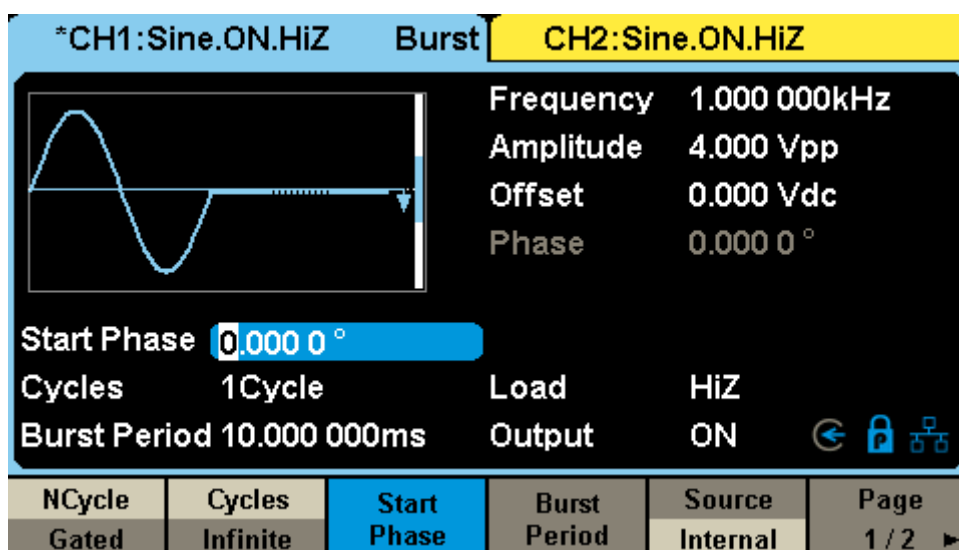 *CH1:Sine.ON.HiZ Burst CH2:Sine.ON.HiZ
Frequency 1.000 000kHz
Amplitude 4.000 Vpp
Offset 0.000 Vdc
Phase 0.000 0 °
Start Phase 0.000 0 °
Cycles 1Cycle Load HiZ
Burst Period 10.000 000ms Output ON P
NCycle Cycles Start Burst Source Page
Gated Infinite Phase Period Internal 1/2 ►